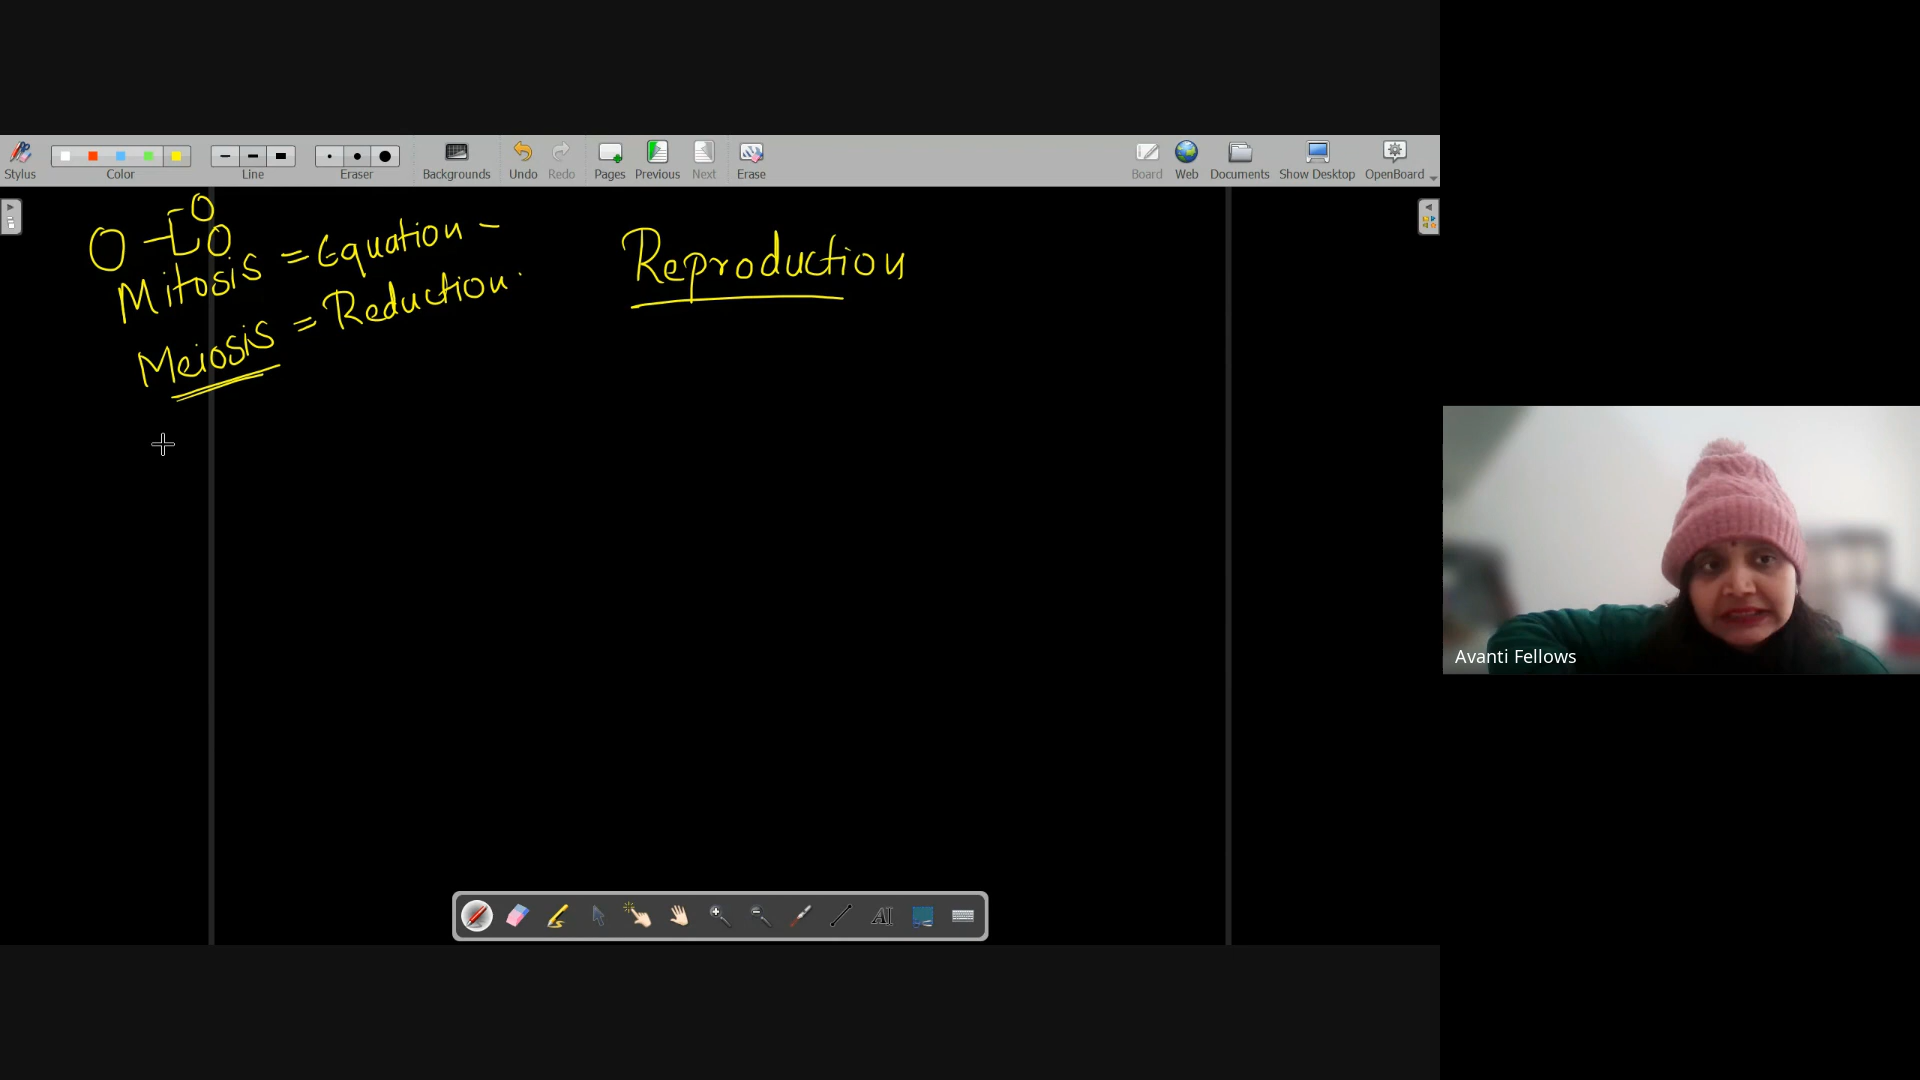 Stylus Color Line Eraser Backgrounds Undo Redo Pages Previous Next Erase Board Web Documents Show Desktop OpenBoard
Mitosis = Equation -
Meiosis = Reduction.
Reproduction
Avanti Fellows